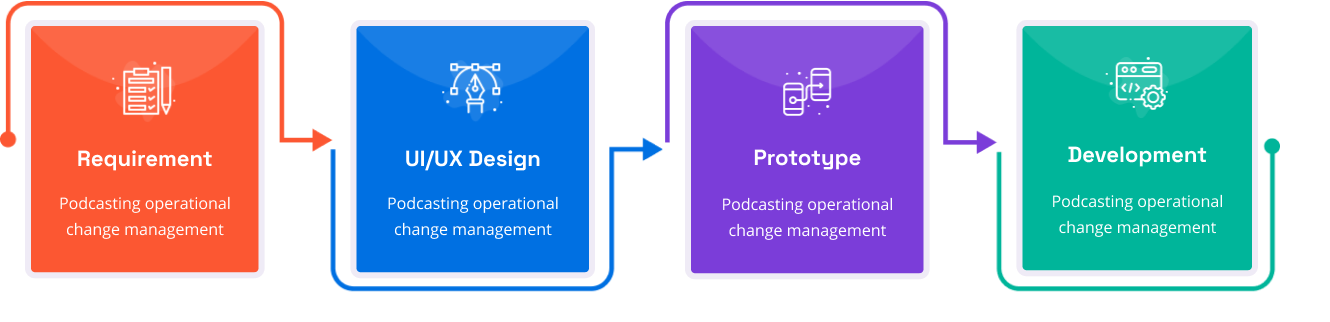 Requirement
Podcasting operational
change management
UI/UX Design
Podcasting operational
change management
Prototype
Podcasting operational
change management
</>
Development
Podcasting operational
change management